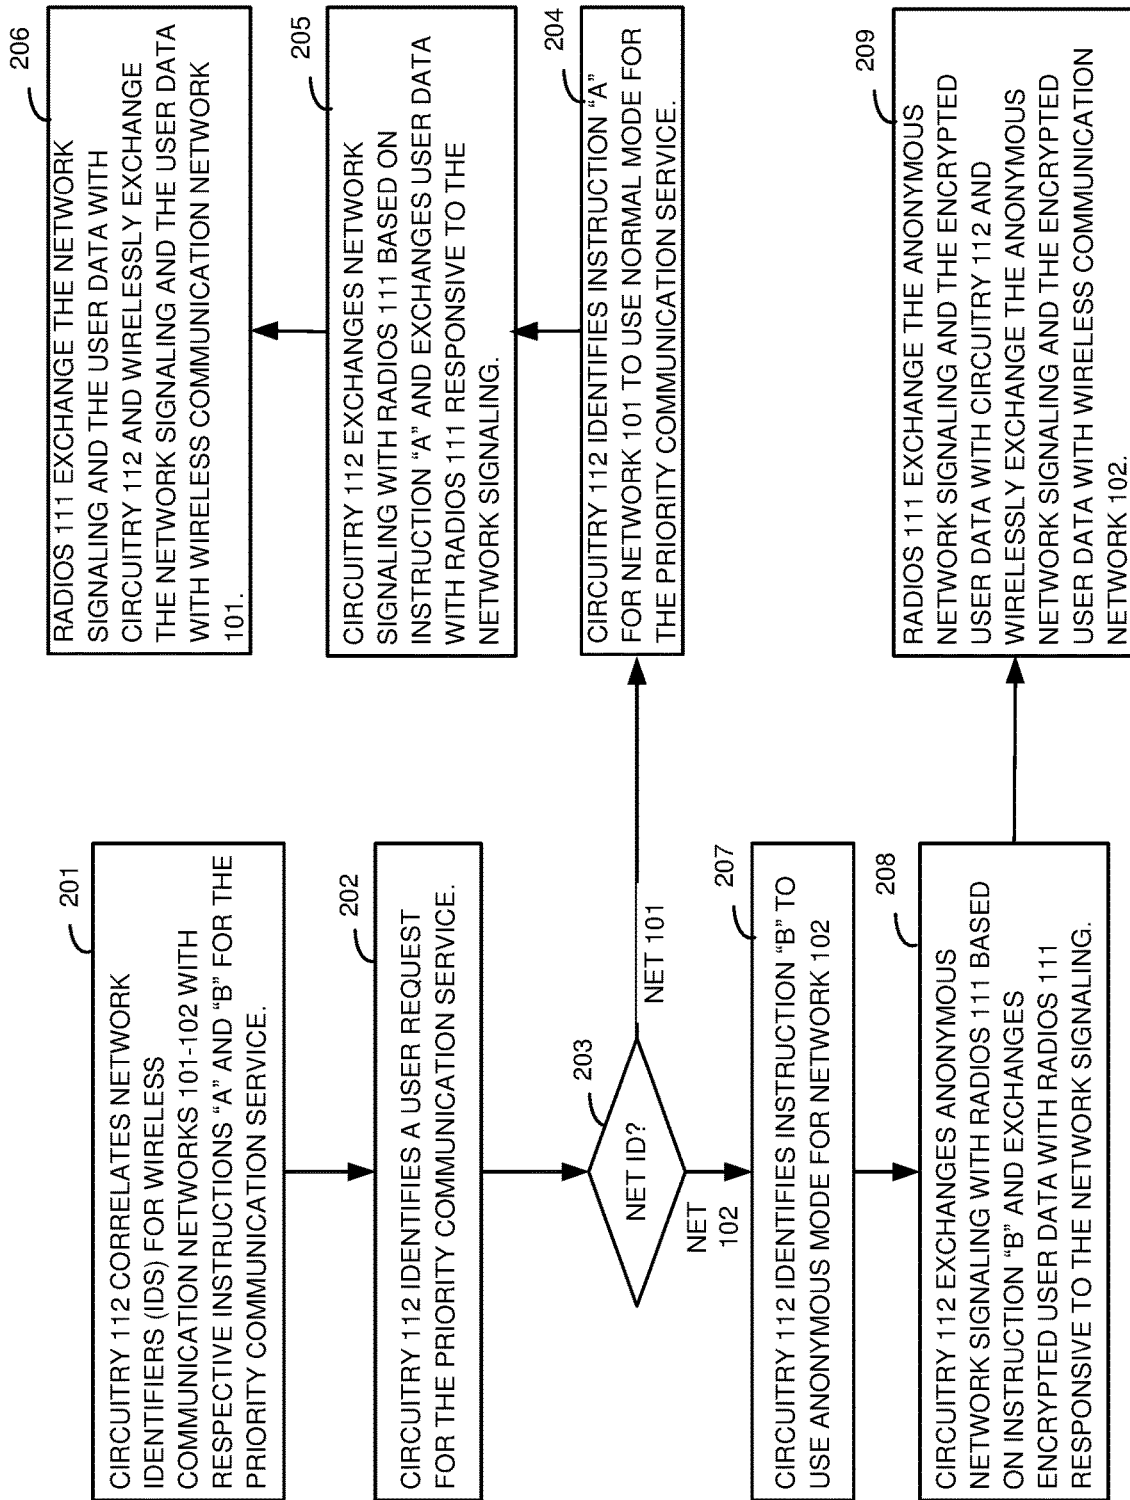 201
CIRCUITRY 112 CORRELATES NETWORK
IDENTIFIERS (IDS) FOR WIRELESS
COMMUNICATION NETWORKS 101-102 WITH
RESPECTIVE INSTRUCTIONS “A” AND “B” FOR THE
PRIORITY COMMUNICATION SERVICE.
202
CIRCUITRY 112 IDENTIFIES A USER REQUEST
FOR THE PRIORITY COMMUNICATION SERVICE.
203
NET ID?
NET 101
NET
102
204
CIRCUITRY 112 IDENTIFIES INSTRUCTION “A”
FOR NETWORK 101 TO USE NORMAL MODE FOR
THE PRIORITY COMMUNICATION SERVICE.
205
CIRCUITRY 112 EXCHANGES NETWORK
SIGNALING WITH RADIOS 111 BASED ON
INSTRUCTION “A” AND EXCHANGES USER DATA
WITH RADIOS 111 RESPONSIVE TO THE
NETWORK SIGNALING.
206
RADIOS 111 EXCHANGE THE NETWORK
SIGNALING AND THE USER DATA WITH
CIRCUITRY 112 AND WIRELESSLY EXCHANGE
THE NETWORK SIGNALING AND THE USER DATA
WITH WIRELESS COMMUNICATION NETWORK
101.
207
CIRCUITRY 112 IDENTIFIES INSTRUCTION “B” TO
USE ANONYMOUS MODE FOR NETWORK 102
208
CIRCUITRY 112 EXCHANGES ANONYMOUS
NETWORK SIGNALING WITH RADIOS 111 BASED
ON INSTRUCTION “B” AND EXCHANGES
ENCRYPTED USER DATA WITH RADIOS 111
RESPONSIVE TO THE NETWORK SIGNALING.
209
RADIOS 111 EXCHANGE THE ANONYMOUS
NETWORK SIGNALING AND THE ENCRYPTED
USER DATA WITH CIRCUITRY 112 AND
WIRELESSLY EXCHANGE THE ANONYMOUS
NETWORK SIGNALING AND THE ENCRYPTED
USER DATA WITH WIRELESS COMMUNICATION
NETWORK 102.